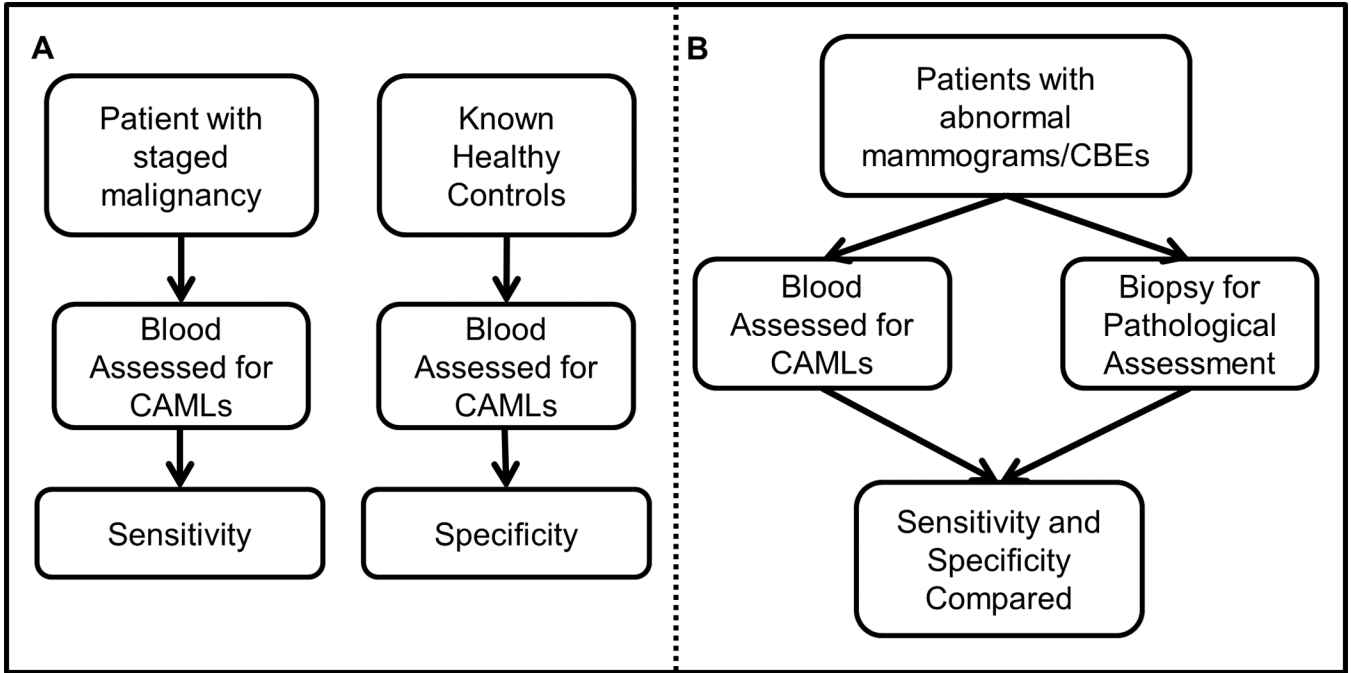 A
Patient with
staged
malignancy
Known
Healthy
Controls
Blood
Assessed for
CAMLs
Blood
Assessed for
CAMLs
Sensitivity
Specificity
B
Patients with
abnormal
mammograms/CBEs
Blood
Assessed for
CAMLs
Biopsy for
Pathological
Assessment
Sensitivity and
Specificity
Compared